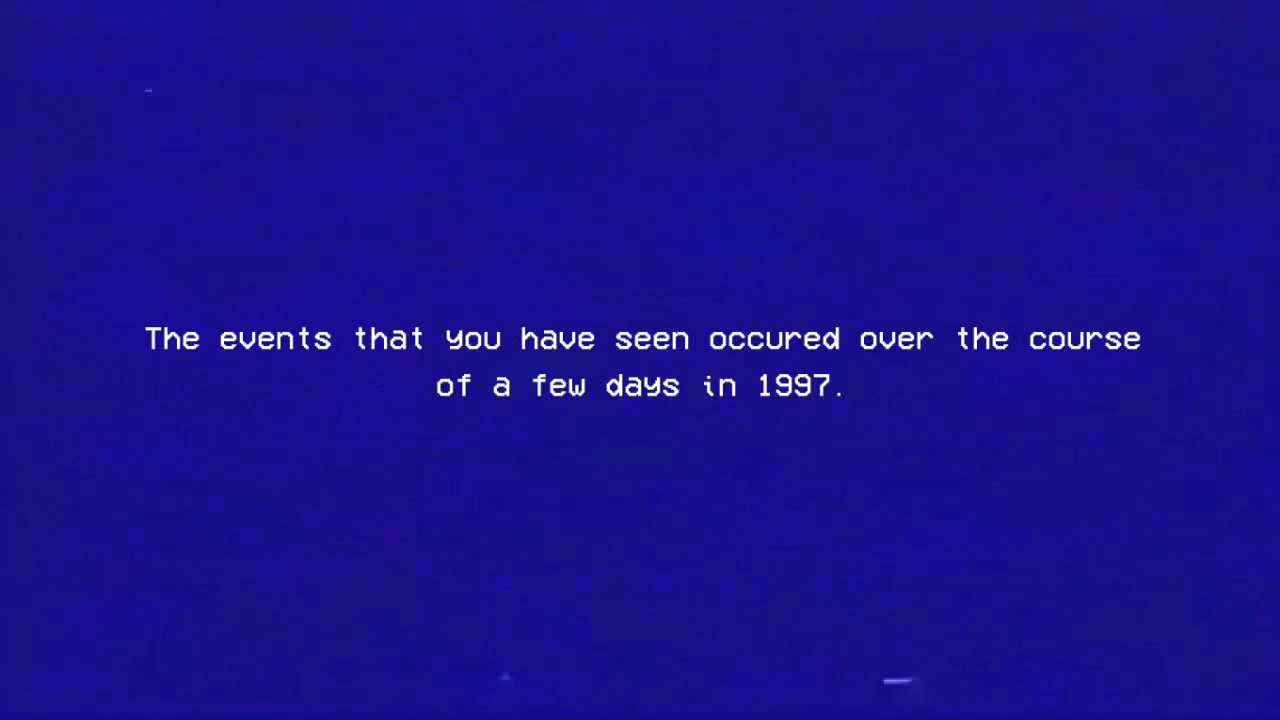 The events that you have seen occured over the course
of a few days in 1997.